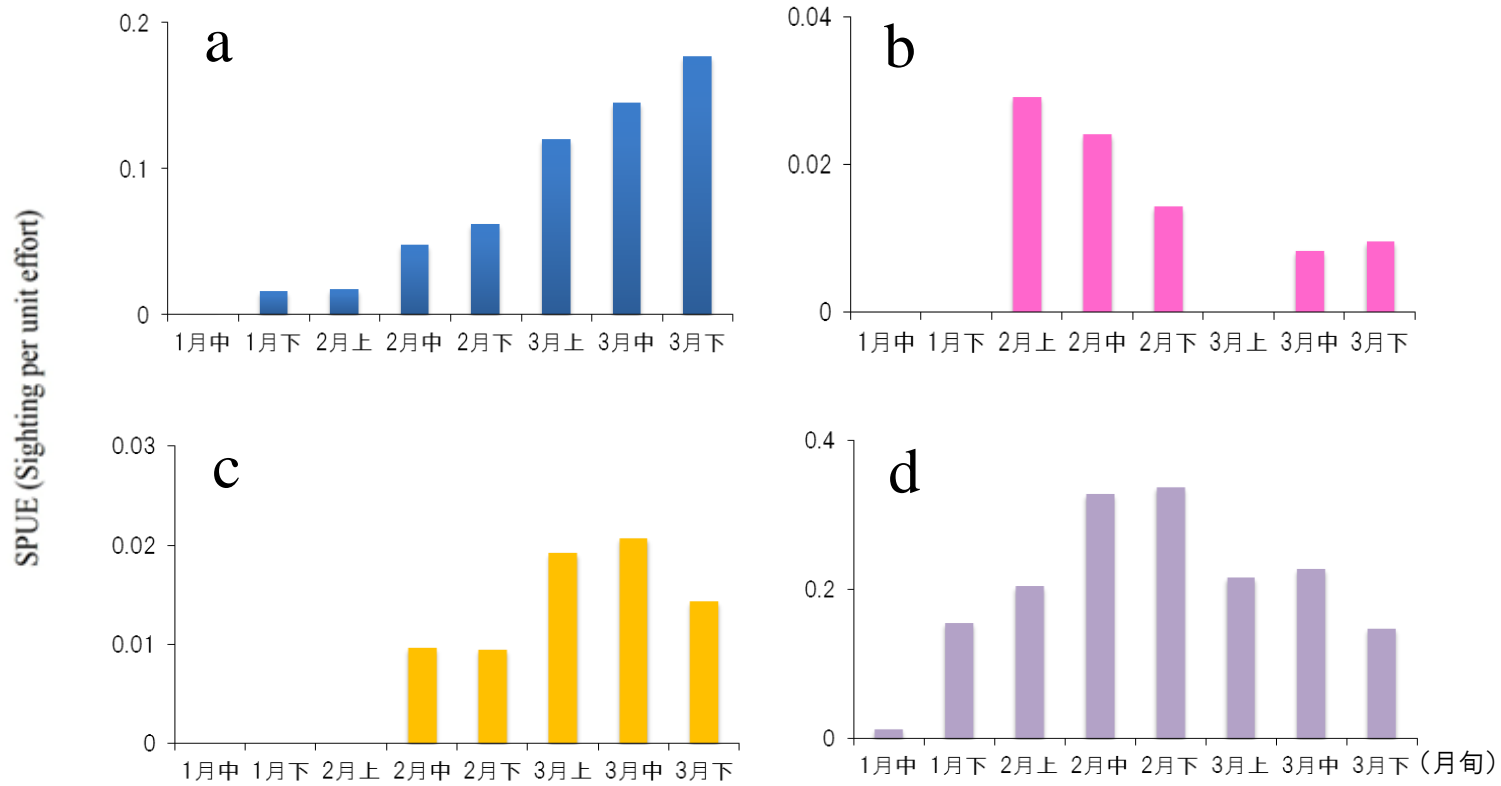 SPUE (Sighting per unit effort)
a
0.2
0.1
0
1月中 1月下 2月上 2月中 2月下 3月上 3月中 3月下
b
0.04
0.02
0
1月中 1月下 2月上 2月中 2月下 3月上 3月中 3月下
c
0.03
0.02
0.01
0
1月中 1月下 2月上 2月中 2月下 3月上 3月中 3月下
d
0.4
0.2
0
1月中 1月下 2月上 2月中 2月下 3月上 3月中 3月下 (月旬)